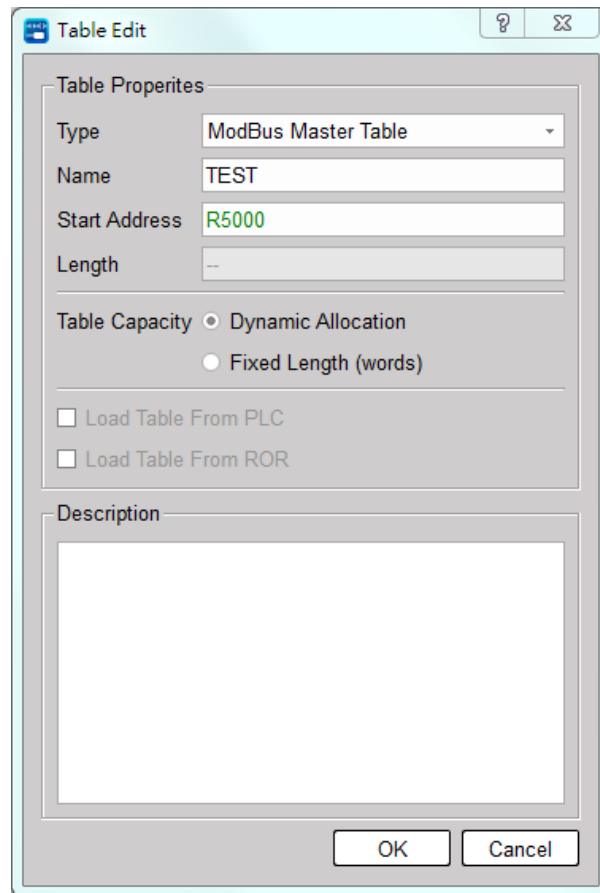 Table Edit
Table Properites
Type ModBus Master Table
Name TEST
Start Address R5000
Length --
Table Capacity Dynamic Allocation
Fixed Length (words)
Load Table From PLC
Load Table From ROR
Description
OK Cancel